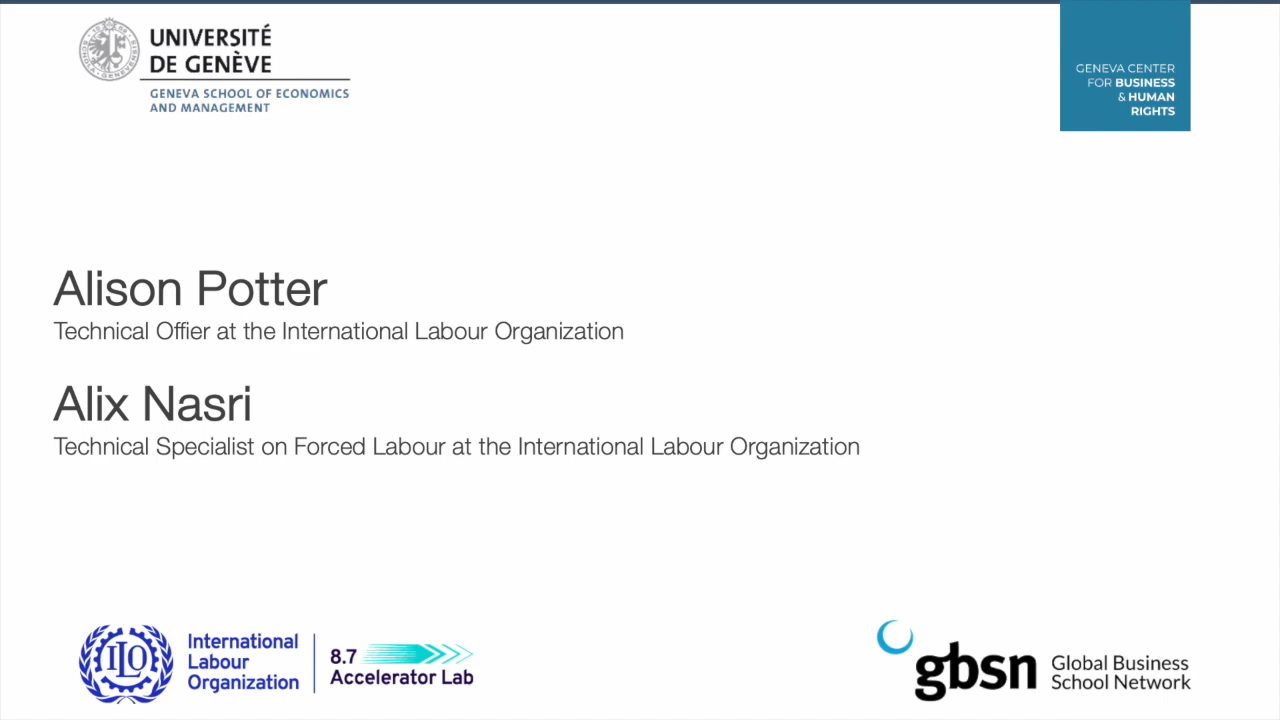 UNIVERSITÉ
DE GENÈVE
GENEVA SCHOOL OF ECONOMICS
AND MANAGEMENT
GENEVA CENTER
FOR BUSINESS
& HUMAN
RIGHTS
Alison Potter
Technical Offier at the International Labour Organization
Alix Nasri
Technical Specialist on Forced Labour at the International Labour Organization
ILO
International
Labour
Organization
8.7
Accelerator Lab
gbsn
Global Business
School Network